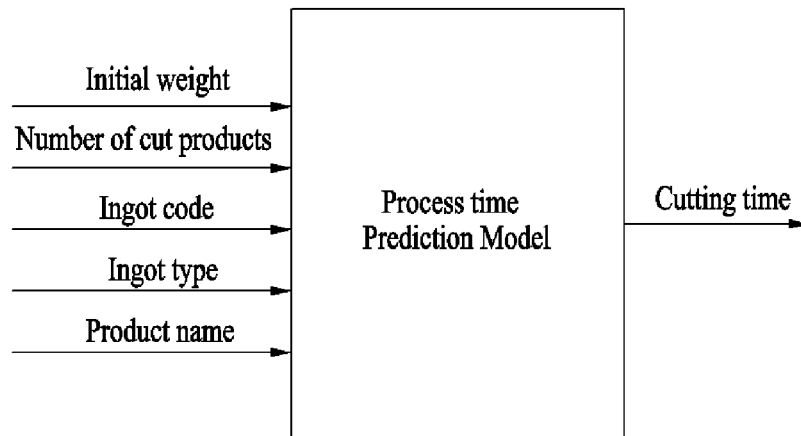 Initial weight
Number of cut products
Ingot code
Ingot type
Product name
Process time
Prediction Model
Cutting time